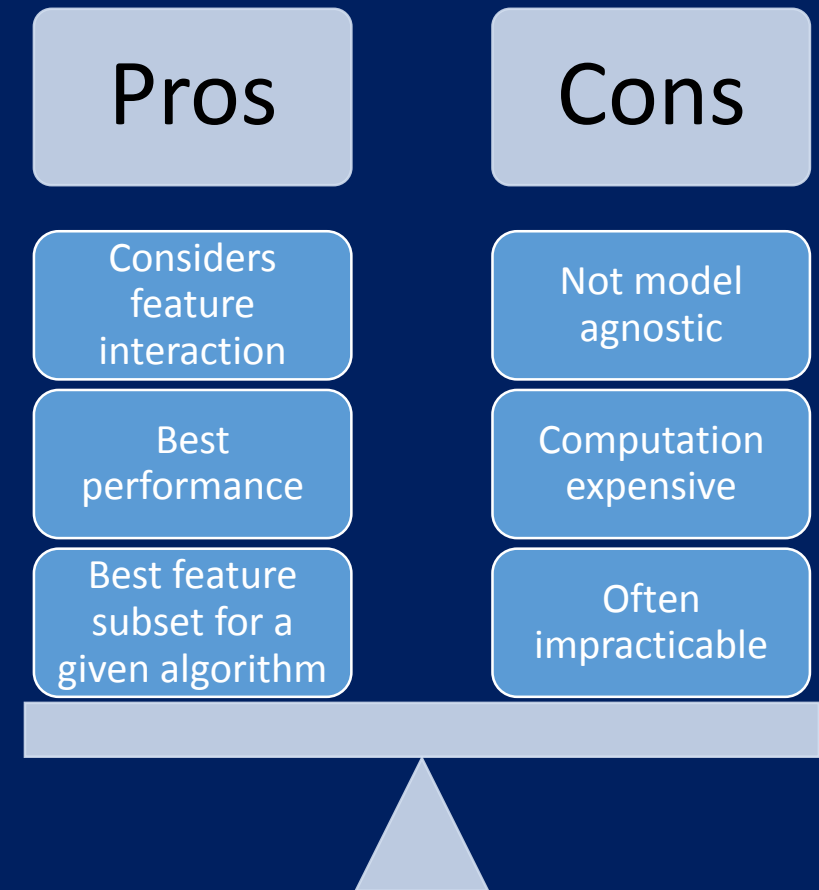 Pros
Considers
feature
interaction
Best
performance
Best feature
subset for a
given algorithm
Cons
Not model
agnostic
Computation
expensive
Often
impracticable